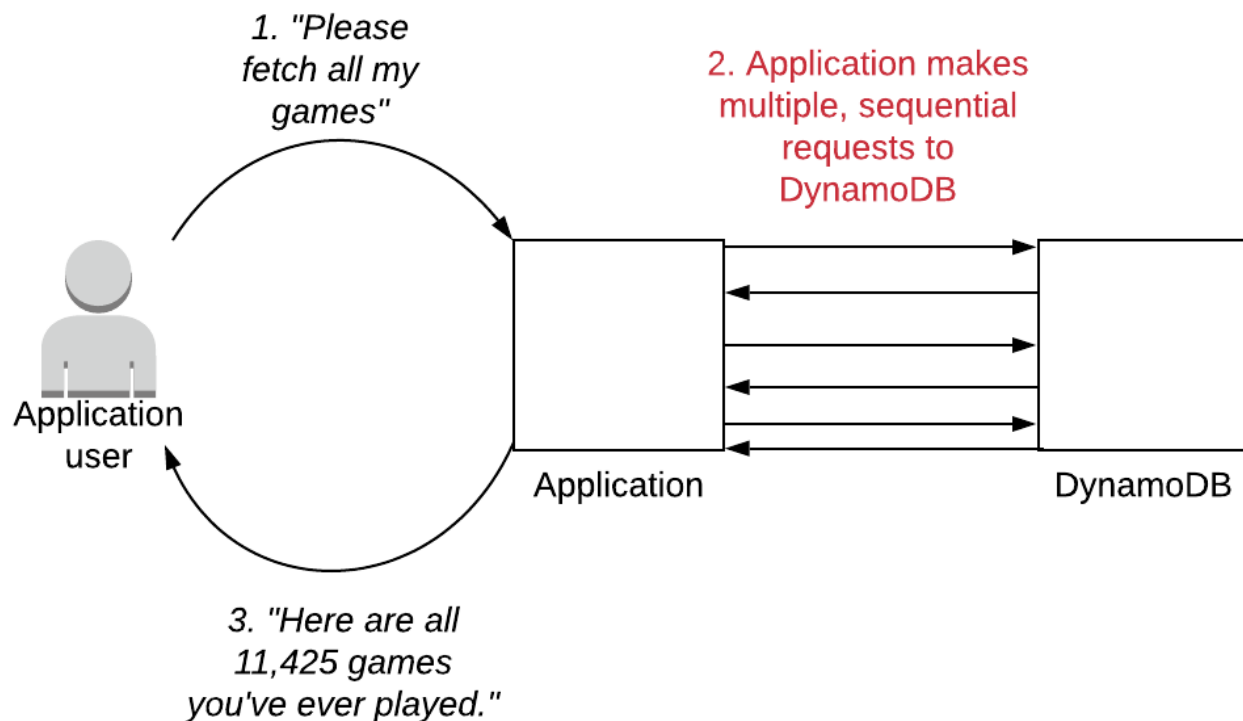 1. "Please
fetch all my
games"
2. Application makes
multiple, sequential
requests to
DynamoDB
Application
user
Application
DynamoDB
3. "Here are all
11,425 games
you've ever played."